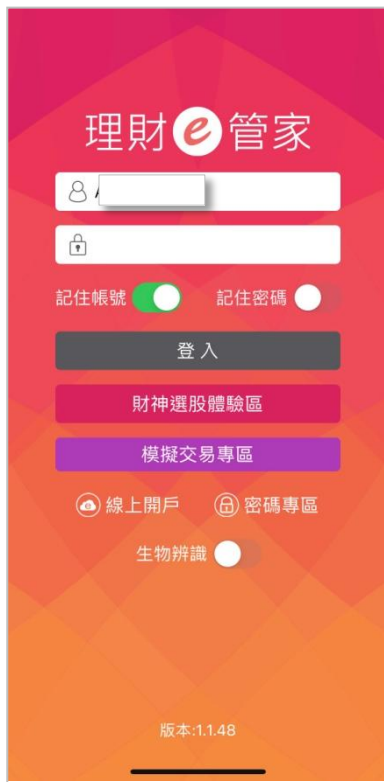 理財e管家
記住帳號 記住密碼
登入
財神選股體驗區
模擬交易專區
線上開戶 密碼專區
生物辨識
版本:1.1.48